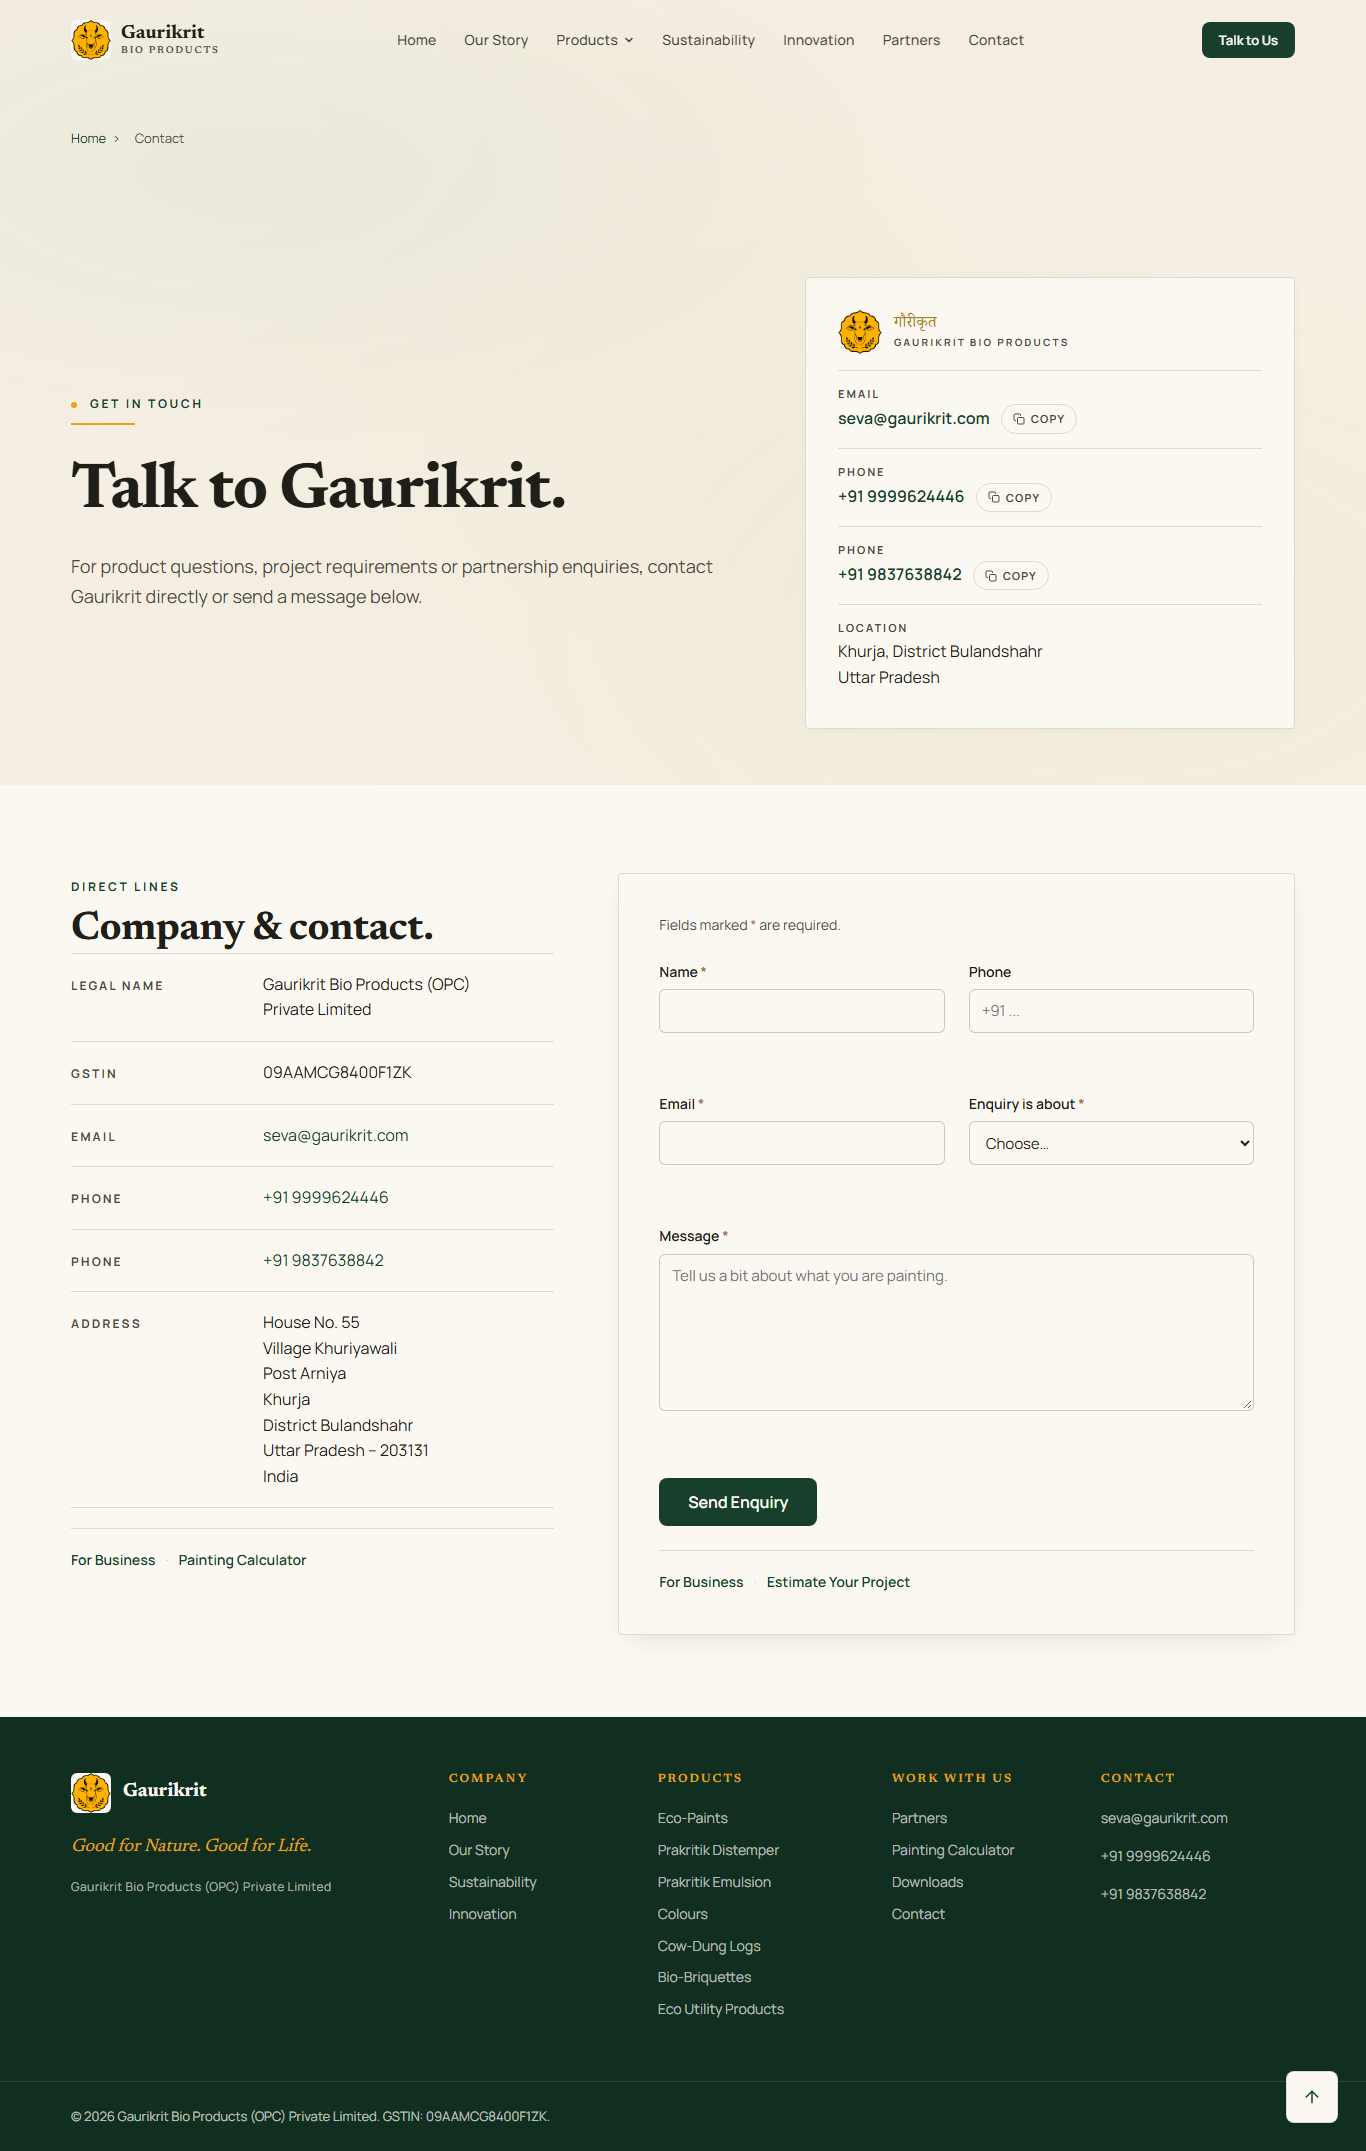 Gaurikrit
BIO PRODUCTS
Home
Our Story
Products
Sustainability
Innovation
Partners
Contact
Talk to Us
Home › Contact
GET IN TOUCH
Talk to Gaurikrit.
For product questions, project requirements or partnership enquiries, contact
Gaurikrit directly or send a message below.
गौरीकृत
GAURIKRIT BIO PRODUCTS
EMAIL
seva@gaurikrit.com COPY
PHONE
+91 9999624446 COPY
PHONE
+91 9837638842 COPY
LOCATION
Khurja, District Bulandshahr
Uttar Pradesh
DIRECT LINES
Company & contact.
LEGAL NAME
Gaurikrit Bio Products (OPC)
Private Limited
GSTIN
09AAMCG8400F1ZK
EMAIL
seva@gaurikrit.com
PHONE
+91 9999624446
PHONE
+91 9837638842
ADDRESS
House No. 55
Village Khuriyawali
Post Arniya
Khurja
District Bulandshahr
Uttar Pradesh – 203131
India
For Business · Painting Calculator
Fields marked * are required.
Name *
Phone
+91 ...
Email *
Enquiry is about *
Choose...
Message *
Tell us a bit about what you are painting.
Send Enquiry
For Business · Estimate Your Project
Gaurikrit
Good for Nature. Good for Life.
Gaurikrit Bio Products (OPC) Private Limited
COMPANY
Home
Our Story
Sustainability
Innovation
PRODUCTS
Eco-Paints
Prakritik Distemper
Prakritik Emulsion
Colours
Cow-Dung Logs
Bio-Briquettes
Eco Utility Products
WORK WITH US
Partners
Painting Calculator
Downloads
Contact
CONTACT
seva@gaurikrit.com
+91 9999624446
+91 9837638842
© 2026 Gaurikrit Bio Products (OPC) Private Limited. GSTIN: 09AAMCG8400F1ZK.